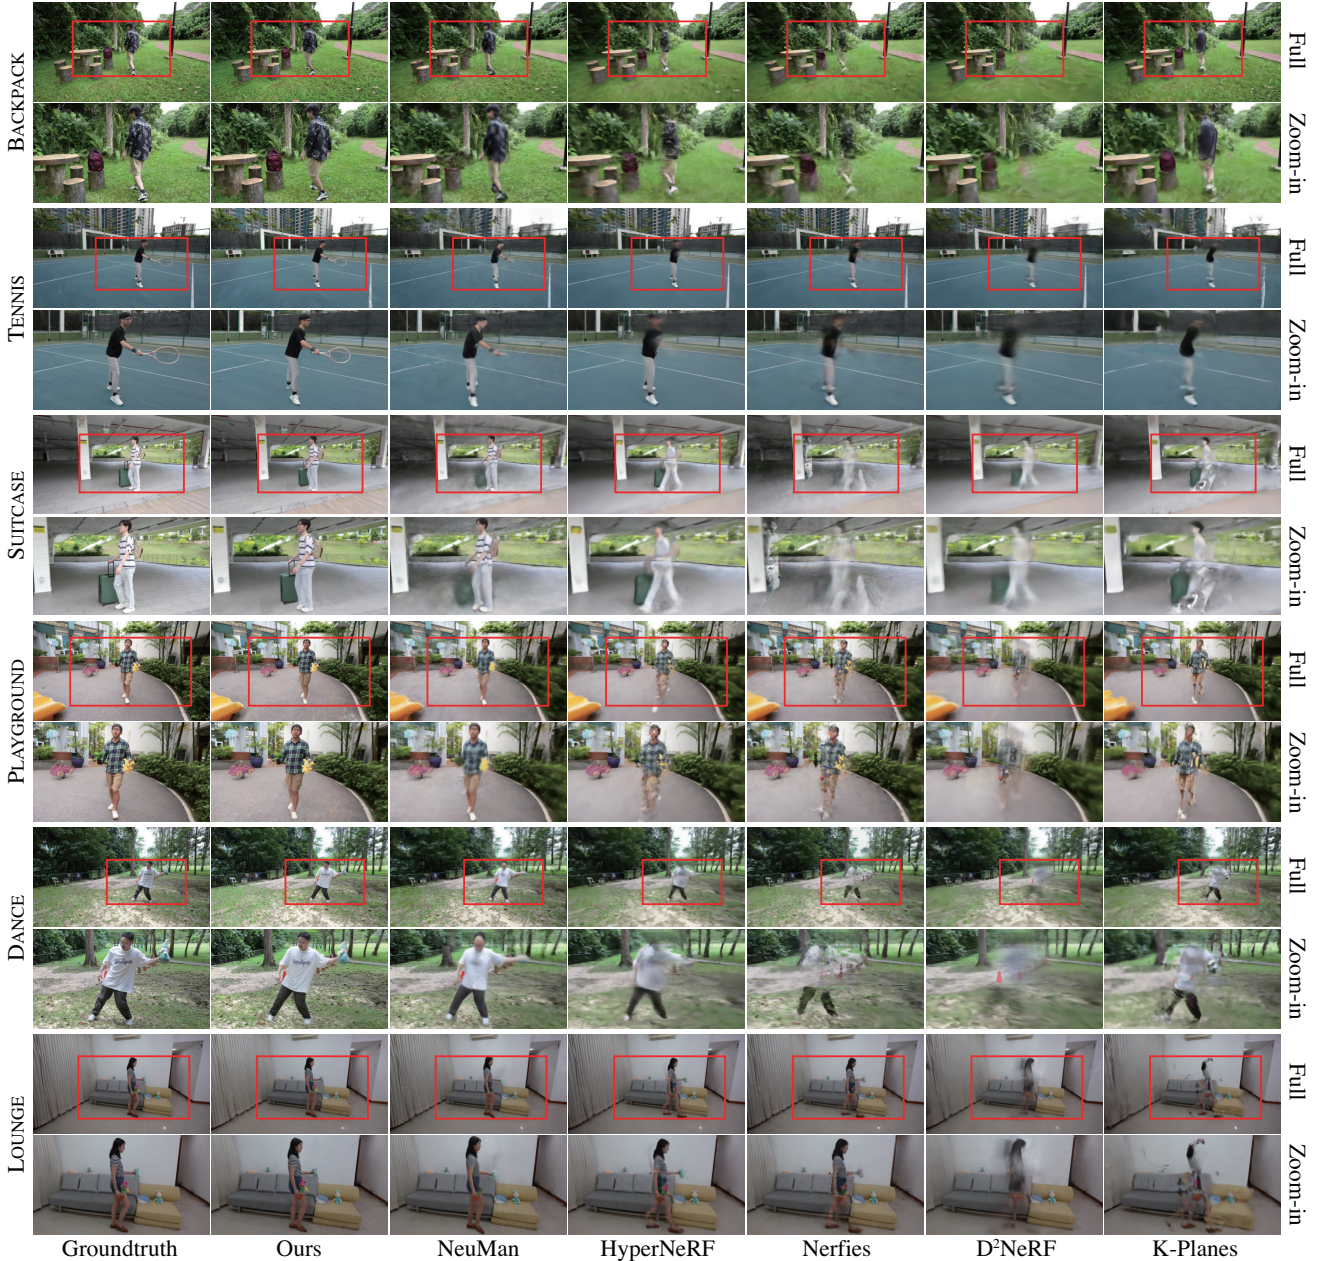 BACKPACK
Full
Zoom-in
TENNIS
Full
Zoom-in
SUITCASE
Full
Zoom-in
PLAYGROUND
Full
Zoom-in
DANCE
Full
Zoom-in
LOUNGE
Full
Zoom-in
Groundtruth Ours NeuMan HyperNeRF Nerfies D²NeRF K-Planes